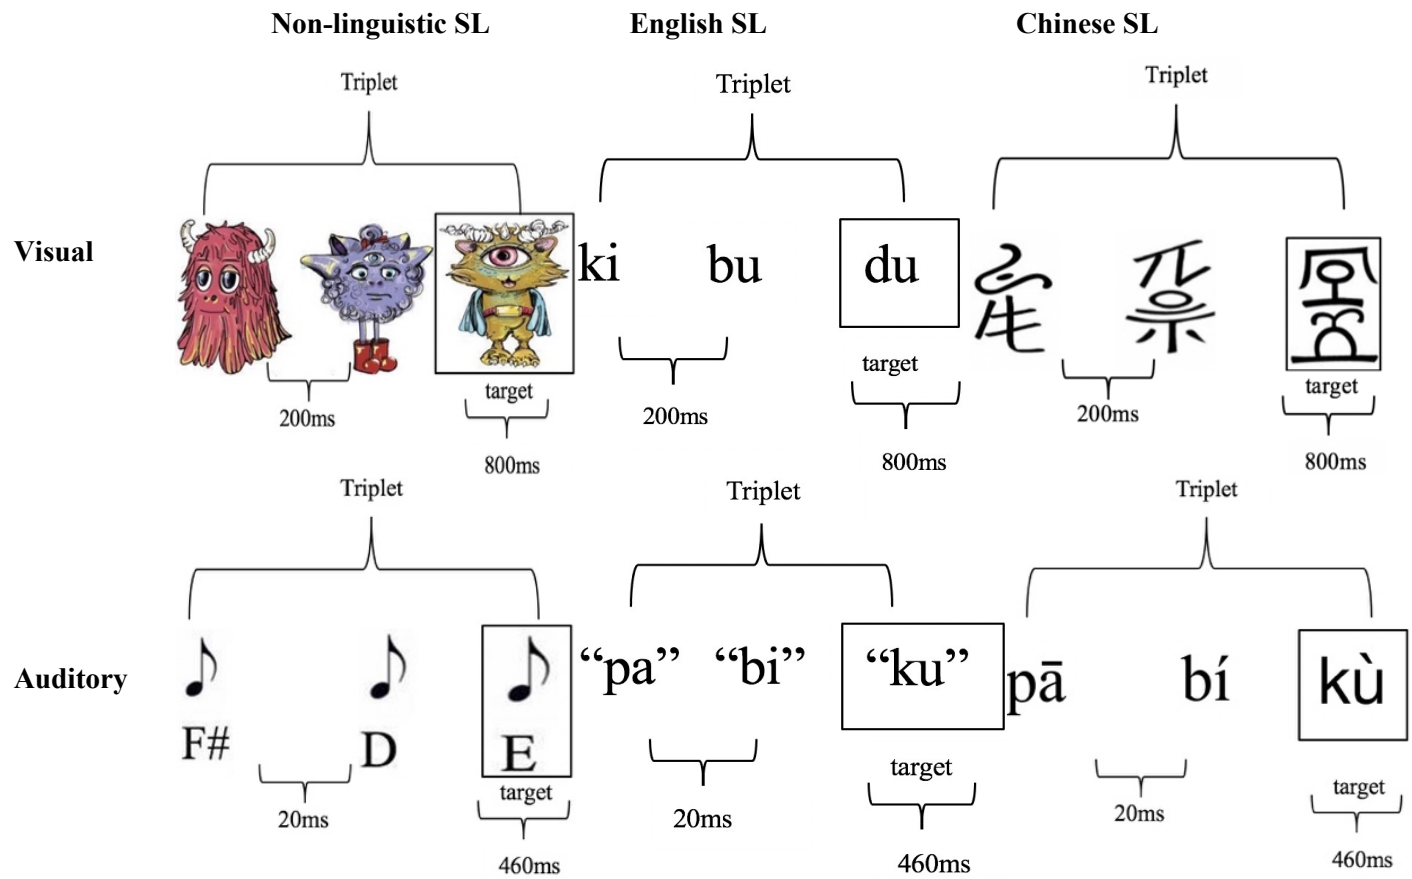 Non-linguistic SL English SL Chinese SL
Triplet Triplet Triplet
Visual
ki bu du
target target target
200ms 200ms 200ms
800ms 800ms 800ms
Triplet Triplet Triplet
Auditory
“pa” “bi” “ku” pā bí kù
F# D E
target target target
20ms 20ms 20ms
460ms 460ms 460ms